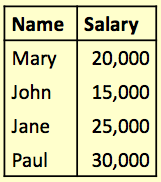 Name Salary
Mary 20,000
John 15,000
Jane 25,000
Paul 30,000